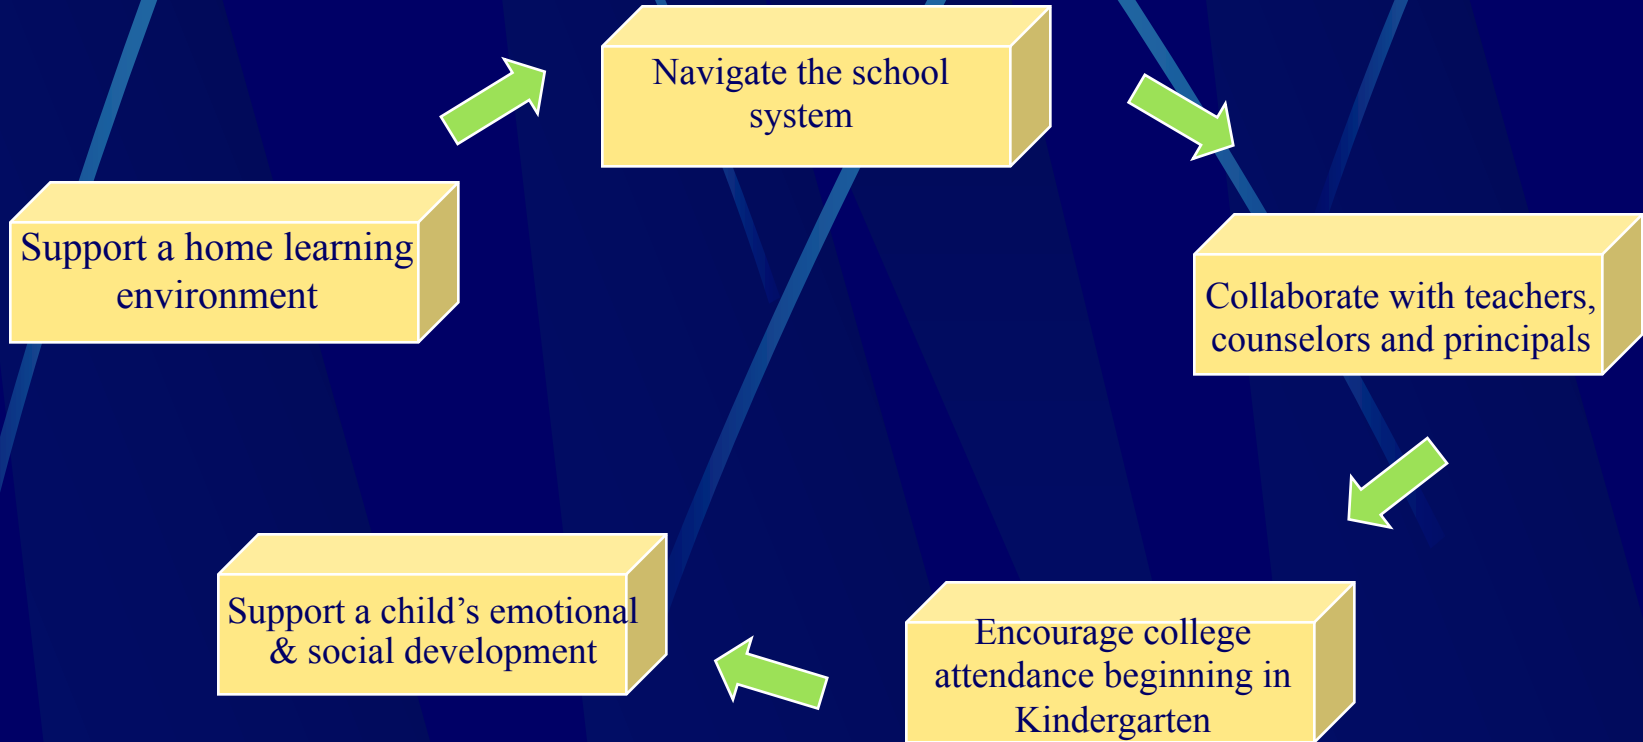 Navigate the school
system
Support a home learning
environment
Collaborate with teachers,
counselors and principals
Support a child’s emotional
& social development
Encourage college
attendance beginning in
Kindergarten